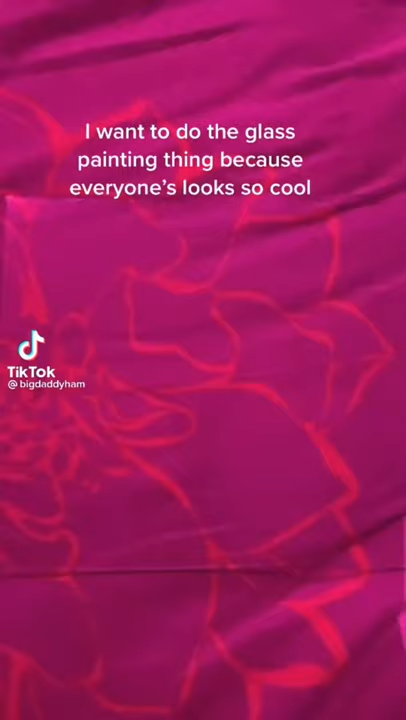 I want to do the glass
painting thing because
everyone's looks so cool
TikTok
@bigdaddyham